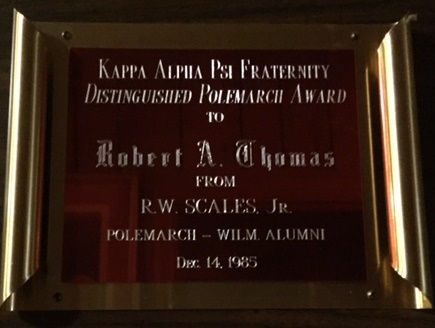 KAPPA ALPHA PSI FRATERNITY
DISTINGUISHED POLEMARCH AWARD
TO
Robert A. Thomas
FROM
R.W. SCALES, JR.
POLEMARCH – WILM. ALUMNI
DEC. 14, 1985